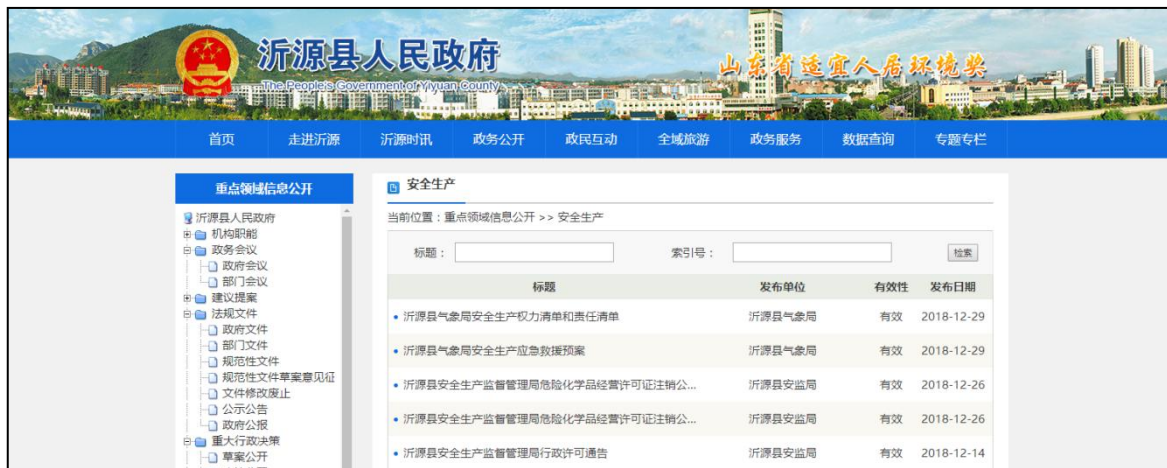 沂源县人民政府
The People's Government of Yiyuan County
山东省适宜人居环境奖
首页 走进沂源 沂源时讯 政务公开 政民互动 全域旅游 政务服务 数据查询 专题专栏
重点领域信息公开
沂源县人民政府
机构职能
政务会议
政府会议
部门会议
建议提案
法规文件
政府文件
部门文件
规范性文件
规范性文件草案意见征
文件修改废止
公示公告
政府公报
重大行政决策
草案公开
安全生产
当前位置：重点领域信息公开 >> 安全生产
标题： 索引号： 检索
标题 发布单位 有效性 发布日期
沂源县气象局安全生产权力清单和责任清单 沂源县气象局 有效 2018-12-29
沂源县气象局安全生产应急救援预案 沂源县气象局 有效 2018-12-29
沂源县安全生产监督管理局危险化学品经营许可证注销公... 沂源县安监局 有效 2018-12-26
沂源县安全生产监督管理局危险化学品经营许可证注销公... 沂源县安监局 有效 2018-12-26
沂源县安全生产监督管理局行政许可通告 沂源县安监局 有效 2018-12-14